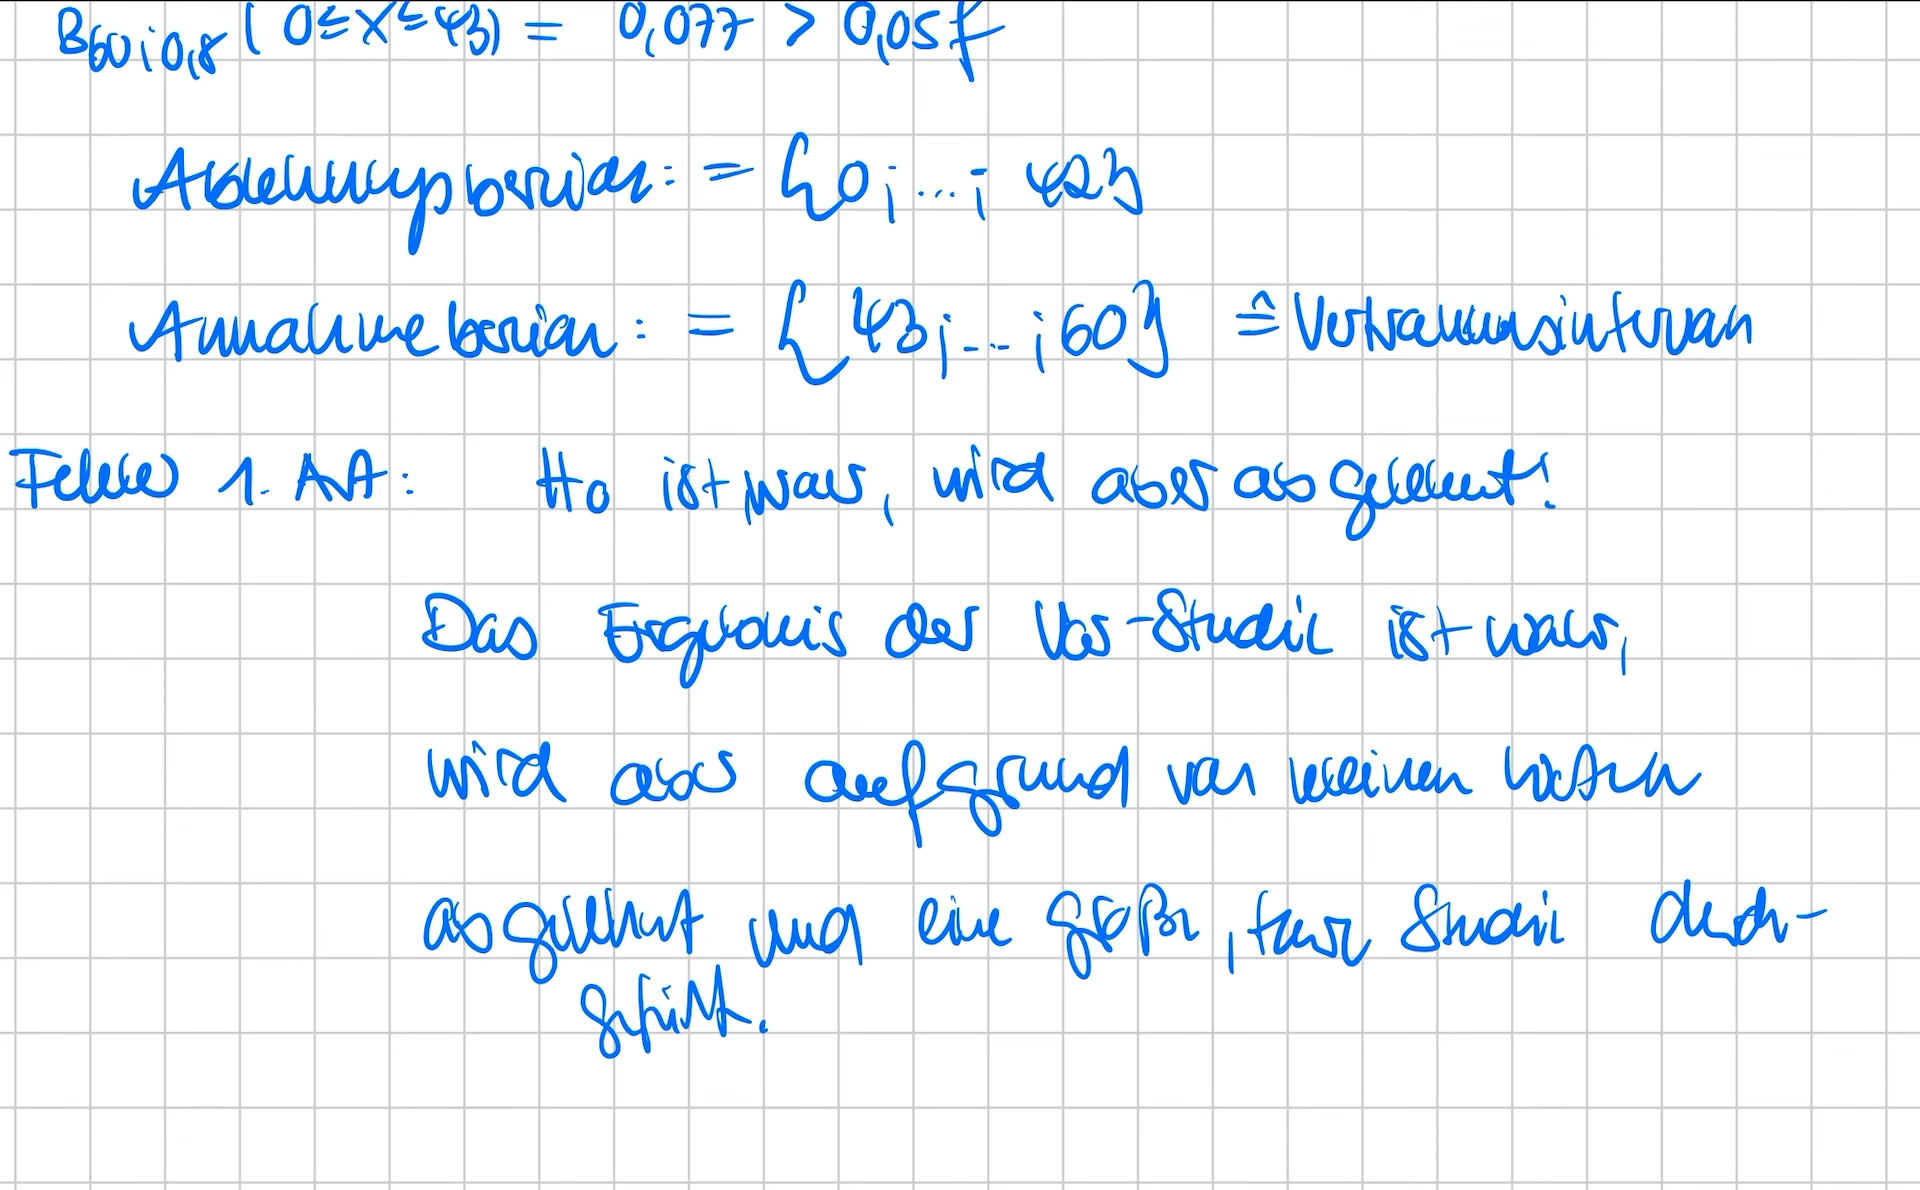 B60;0,8 (0≤X≤43) = 0,077 > 0,05 f
Ablehnungsbereich: = {0;...;42}
Annahmebereich: = {43;...;60} ≙ Vertrauensintervall
Fehler 1. Art: H0 ist wahr, wird aber abgelehnt!
Das Ergebnis der Vor-Studie ist wahr,
wird aber aufgrund von kleinen Werten
abgelehnt und eine große, teure Studie durch-
geführt.